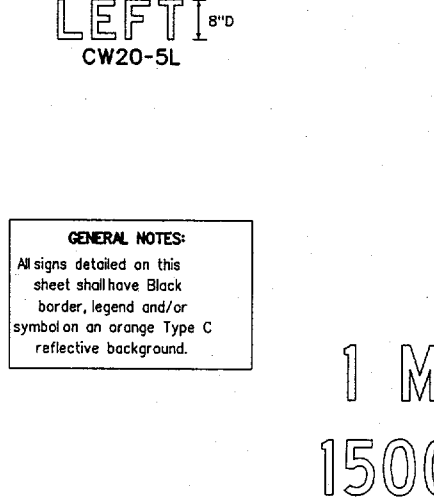 LEFT 8"D
CW20-5L
GENERAL NOTES:
All signs detailed on this
sheet shall have Black
border, legend and/or
symbol on an orange Type C
reflective background.
1 M
1500